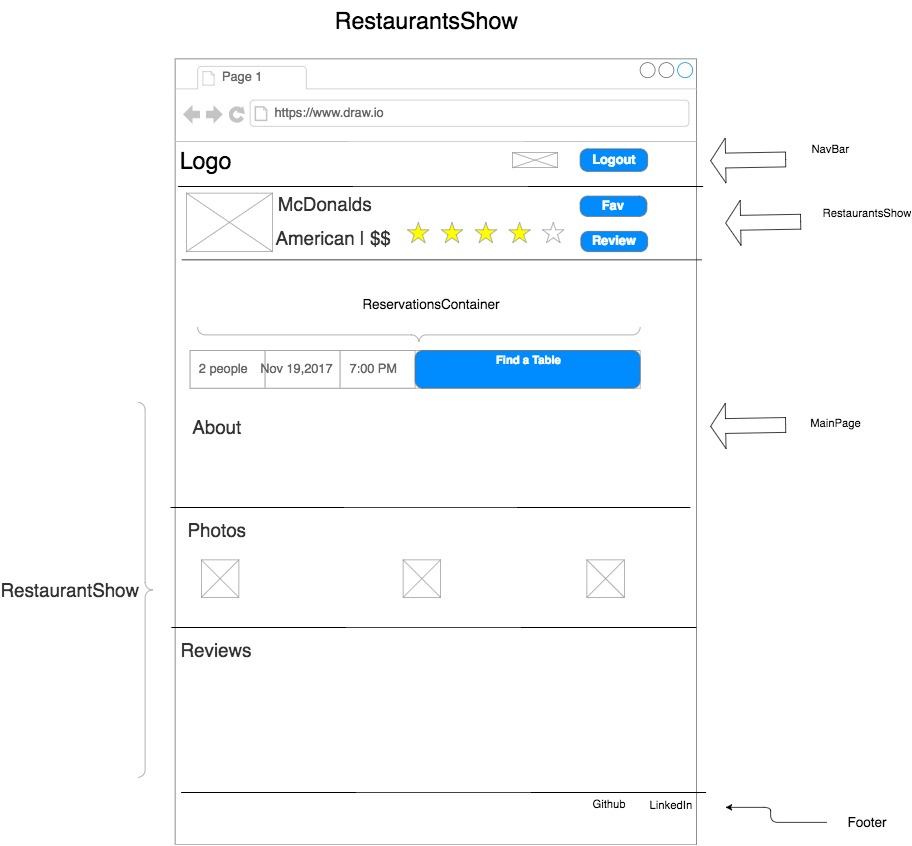 RestaurantsShow
Page 1
https://www.draw.io
Logo
Logout
NavBar
McDonalds
Fav
RestaurantsShow
American | $$
Review
ReservationsContainer
2 people
Nov 19,2017
7:00 PM
Find a Table
About
MainPage
Photos
RestaurantShow
Reviews
Github
LinkedIn
Footer